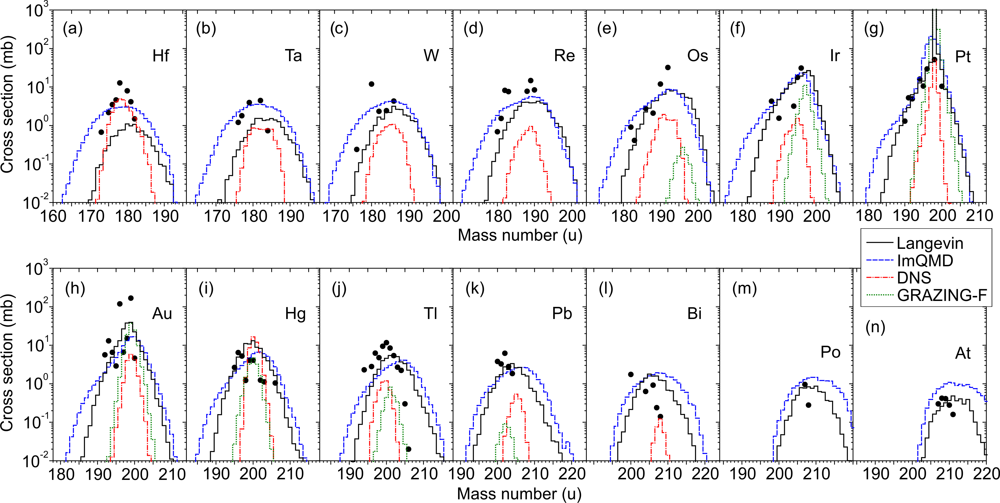 10³ 10² 10¹ 10⁰ 10⁻¹ 10⁻²
Cross section (mb)
(a) (b) (c) (d) (e) (f) (g)
Hf Ta W Re Os Ir Pt
160 170 180 190 170 180 190 170 180 190 200 180 190 200 180 190 200 180 190 200 180 190 200 210
Mass number (u)
Langevin
ImQMD
DNS
GRAZING-F
10³ 10² 10¹ 10⁰ 10⁻¹ 10⁻²
Cross section (mb)
(h) (i) (j) (k) (l) (m) (n)
Au Hg Tl Pb Bi Po At
180 190 200 210 190 200 210 190 200 210 190 200 210 220 200 210 220 190 200 210 190 200 210 220
Mass number (u)